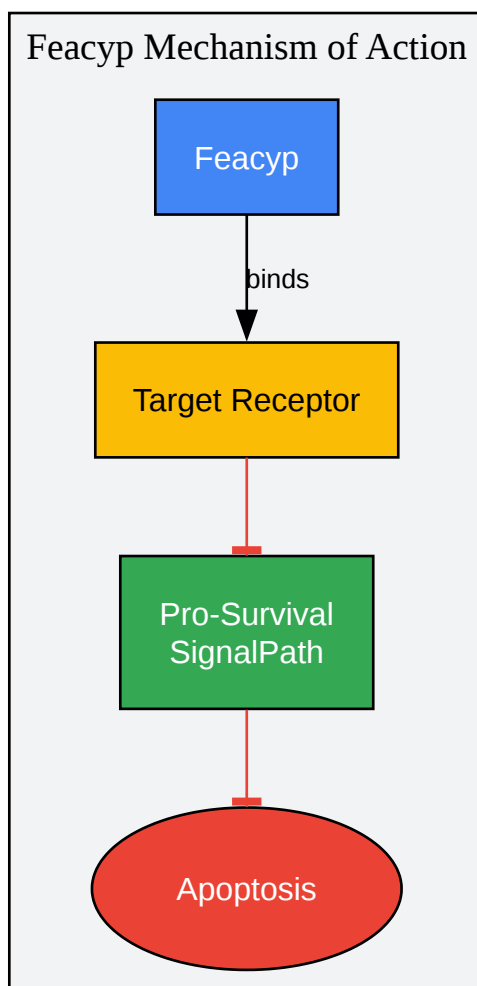 Feacyp Mechanism of Action
Feacyp
binds
Target Receptor
Pro-Survival
SignalPath
Apoptosis